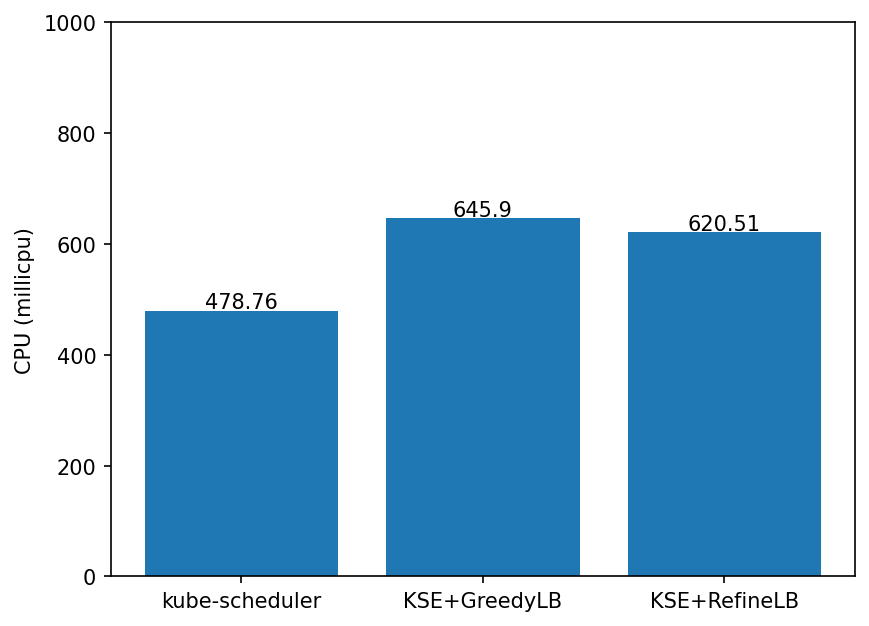 1000
800
600
400
200
0
CPU (millicpu)
478.76
645.9
620.51
kube-scheduler
KSE+GreedyLB
KSE+RefineLB